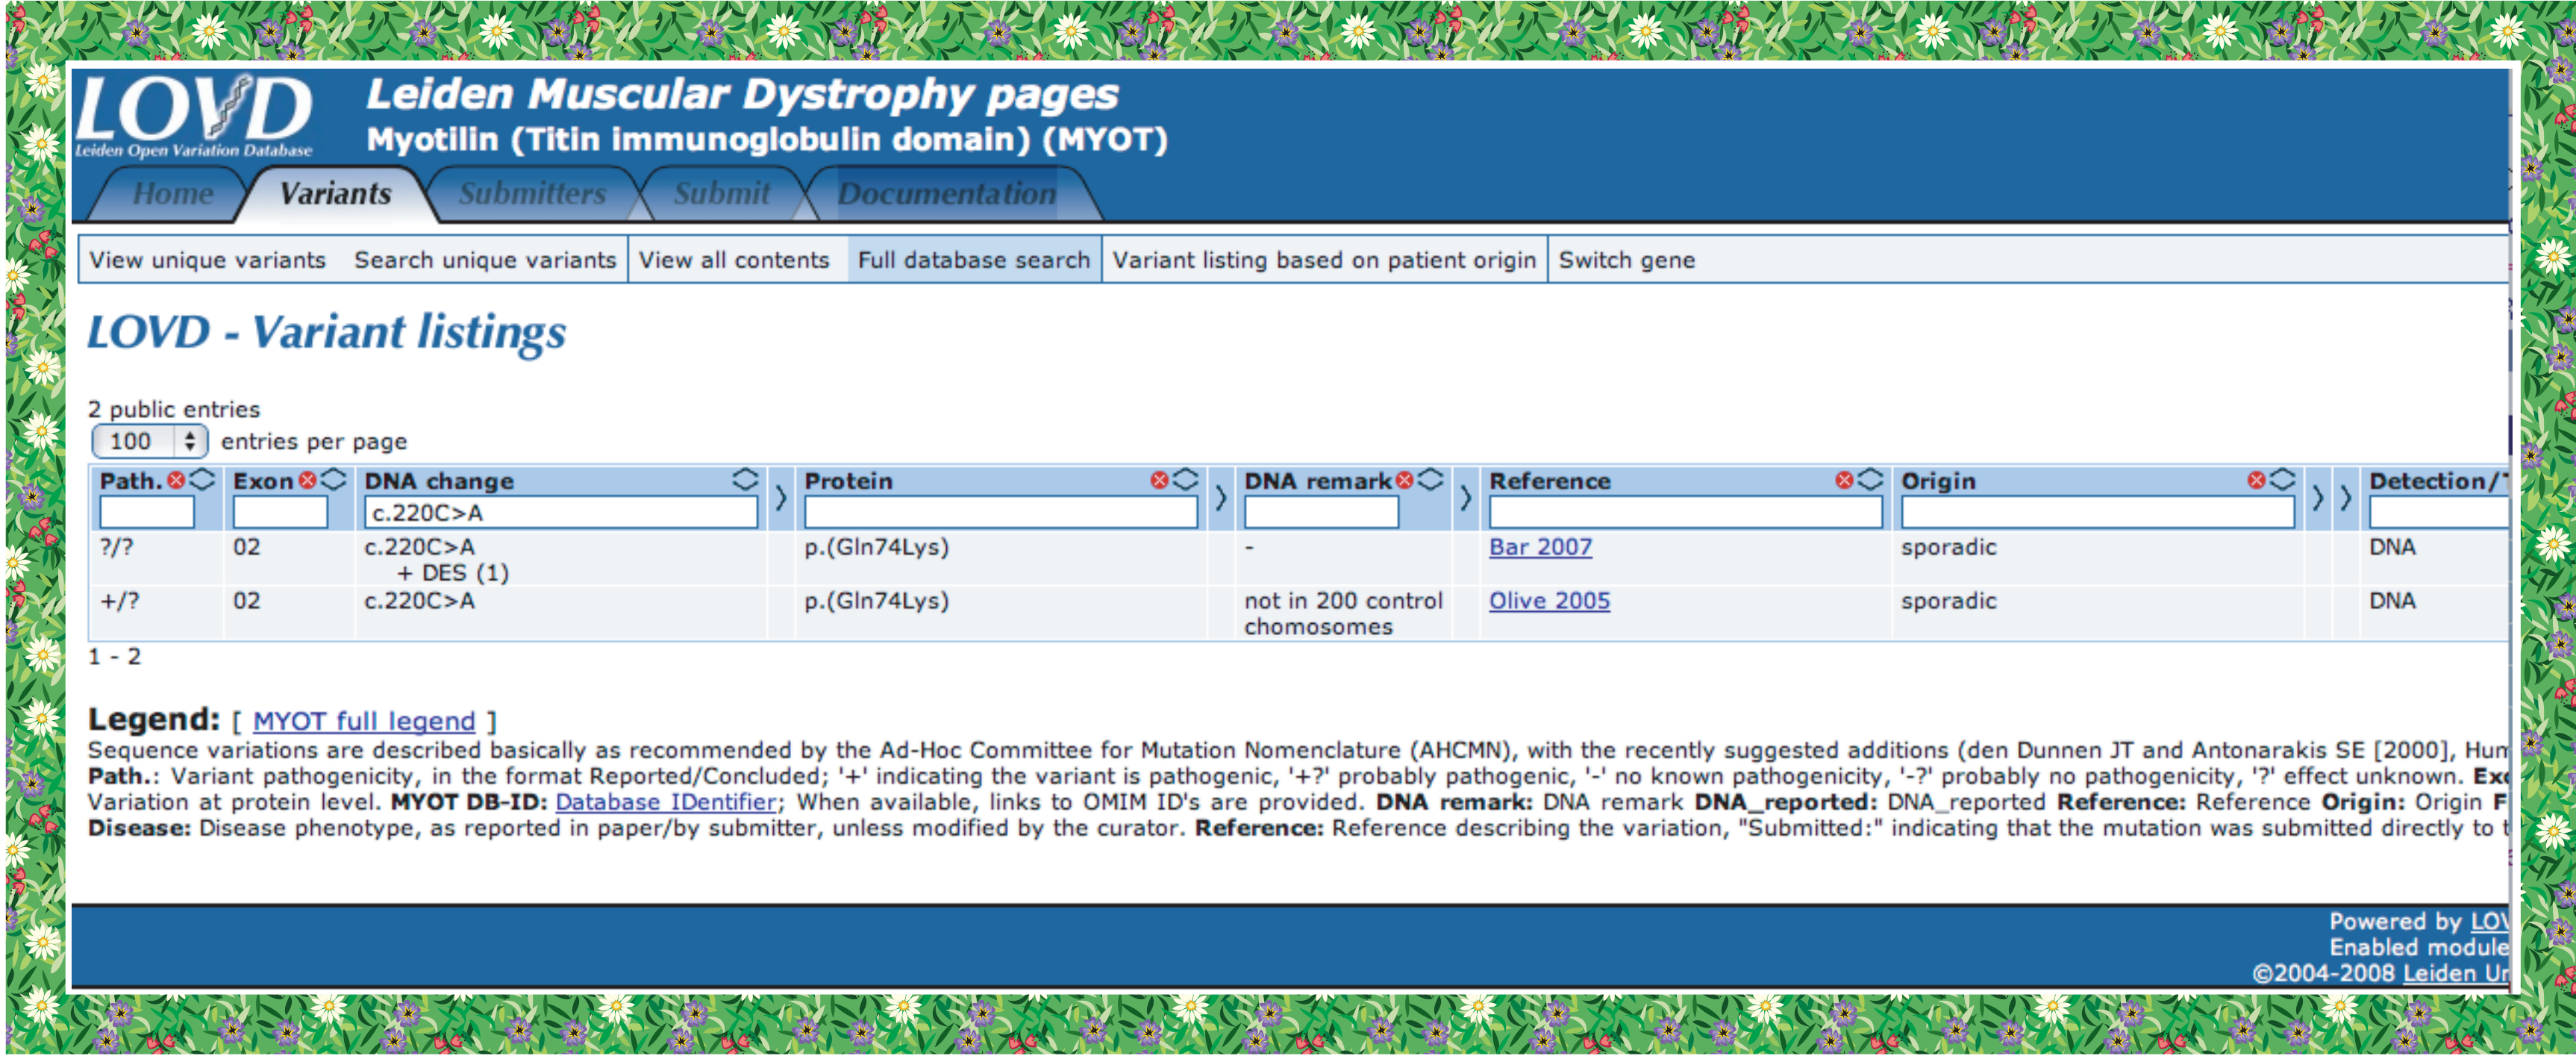 LOVD
Leiden Open Variation Database
Leiden Muscular Dystrophy pages
Myotilin (Titin immunoglobulin domain) (MYOT)
Home Variants Submitters Submit Documentation
View unique variants Search unique variants View all contents Full database search Variant listing based on patient origin Switch gene
LOVD - Variant listings
2 public entries
100 entries per page
Path. Exon DNA change Protein DNA remark Reference Origin Detection/
c.220C>A
?/? 02 c.220C>A p.(Gln74Lys) - Bar 2007 sporadic DNA
+ DES (1)
+/? 02 c.220C>A p.(Gln74Lys) not in 200 control Olive 2005 sporadic DNA
chomosomes
1 - 2
Legend: [ MYOT full legend ]
Sequence variations are described basically as recommended by the Ad-Hoc Committee for Mutation Nomenclature (AHCMN), with the recently suggested additions (den Dunnen JT and Antonarakis SE [2000], Hum
Path.: Variant pathogenicity, in the format Reported/Concluded; '+' indicating the variant is pathogenic, '+?' probably pathogenic, '-' no known pathogenicity, '-?' probably no pathogenicity, '?' effect unknown. Exo
Variation at protein level. MYOT DB-ID: Database IDentifier; When available, links to OMIM ID's are provided. DNA remark: DNA remark DNA_reported: DNA_reported Reference: Reference Origin: Origin F
Disease: Disease phenotype, as reported in paper/by submitter, unless modified by the curator. Reference: Reference describing the variation, "Submitted:" indicating that the mutation was submitted directly to t
Powered by LOV
Enabled module
©2004-2008 Leiden Un